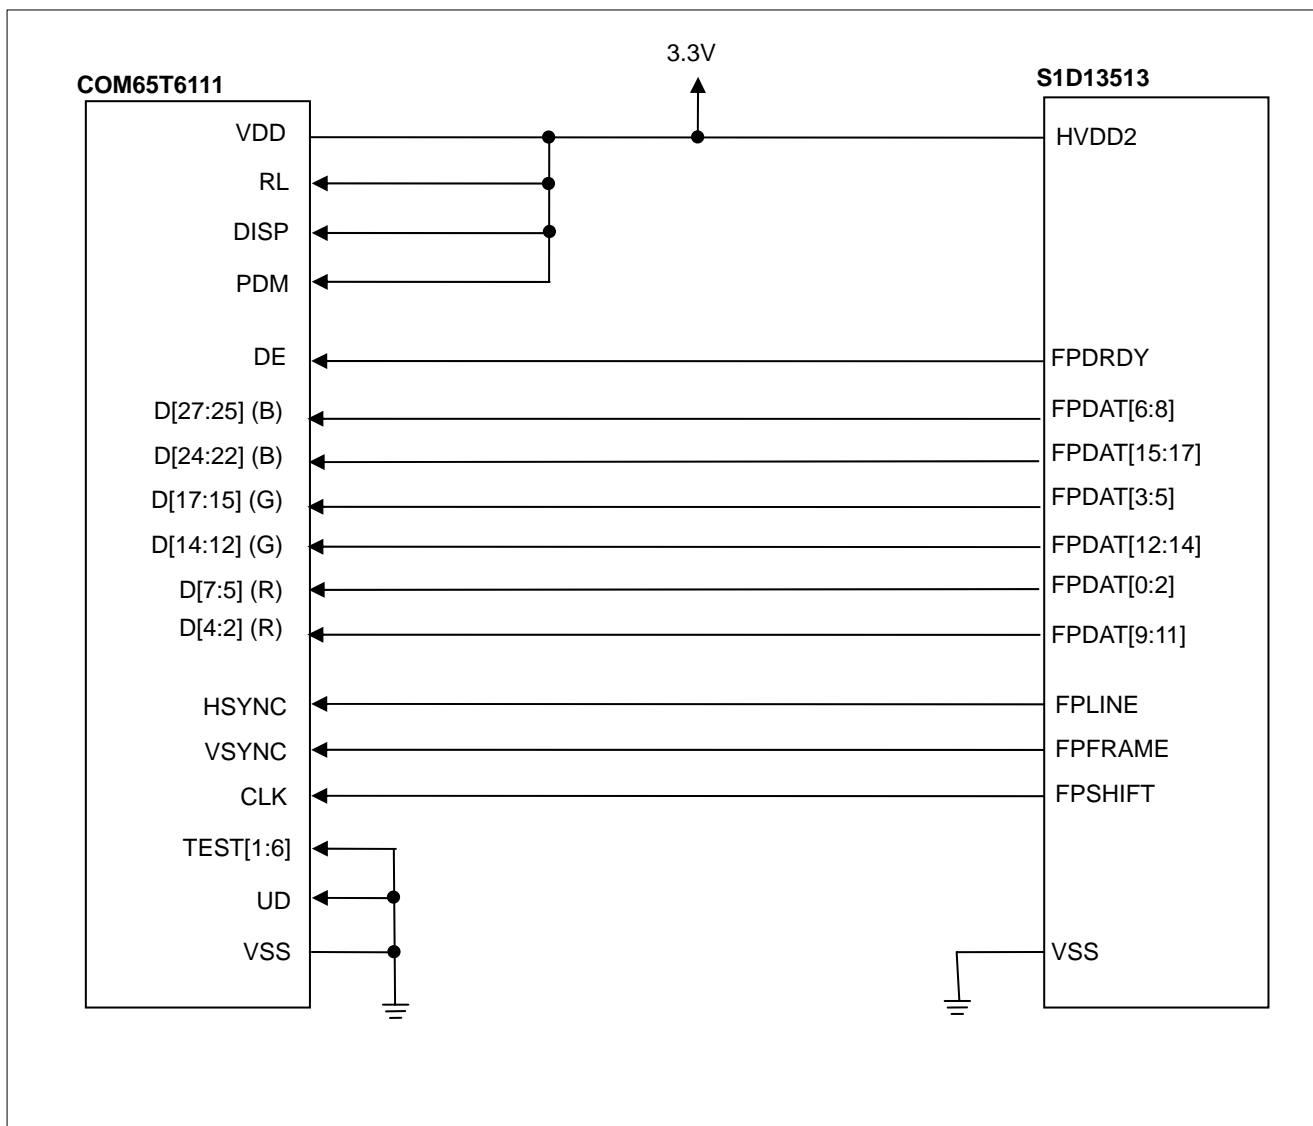 3.3V
COM65T6111
S1D13513
VDD
HVDD2
RL
DISP
PDM
DE
FPDRDY
D[27:25] (B)
FPDAT[6:8]
D[24:22] (B)
FPDAT[15:17]
D[17:15] (G)
FPDAT[3:5]
D[14:12] (G)
FPDAT[12:14]
D[7:5] (R)
FPDAT[0:2]
D[4:2] (R)
FPDAT[9:11]
HSYNC
FPLINE
VSYNC
FPFRAME
CLK
FPSHIFT
TEST[1:6]
UD
VSS
VSS